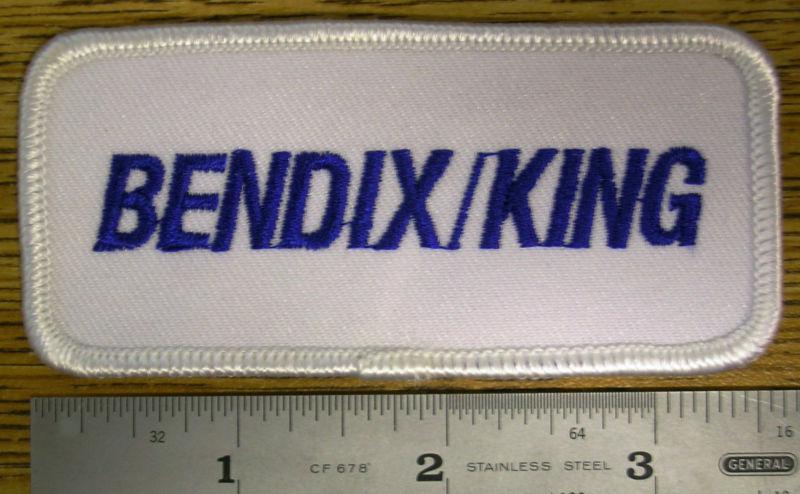 BENDIX/KING
32 64 16
1 CF 678 2 STAINLESS STEEL 3 GENERAL